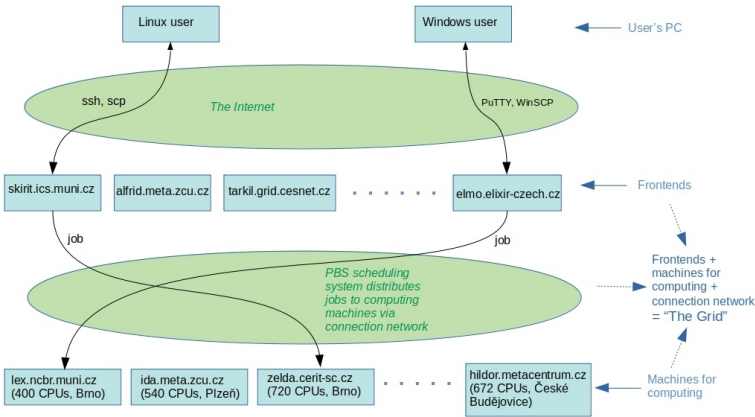 Linux user
Windows user
User's PC
ssh, scp
The Internet
PuTTY, WinSCP
skirit.ics.muni.cz
alfrid.meta.zcu.cz
tarkil.grid.cesnet.cz
elmo.elixir-czech.cz
Frontends
job
job
PBS scheduling
system distributes
jobs to computing
machines via
connection network
Frontends +
machines for
computing +
connection network
= “The Grid”
lex.ncbr.muni.cz
(400 CPUs, Brno)
ida.meta.zcu.cz
(540 CPUs, Plzeň)
zelda.cerit-sc.cz
(720 CPUs, Brno)
hildor.metacentrum.cz
(672 CPUs, České
Budějovice)
Machines for
computing